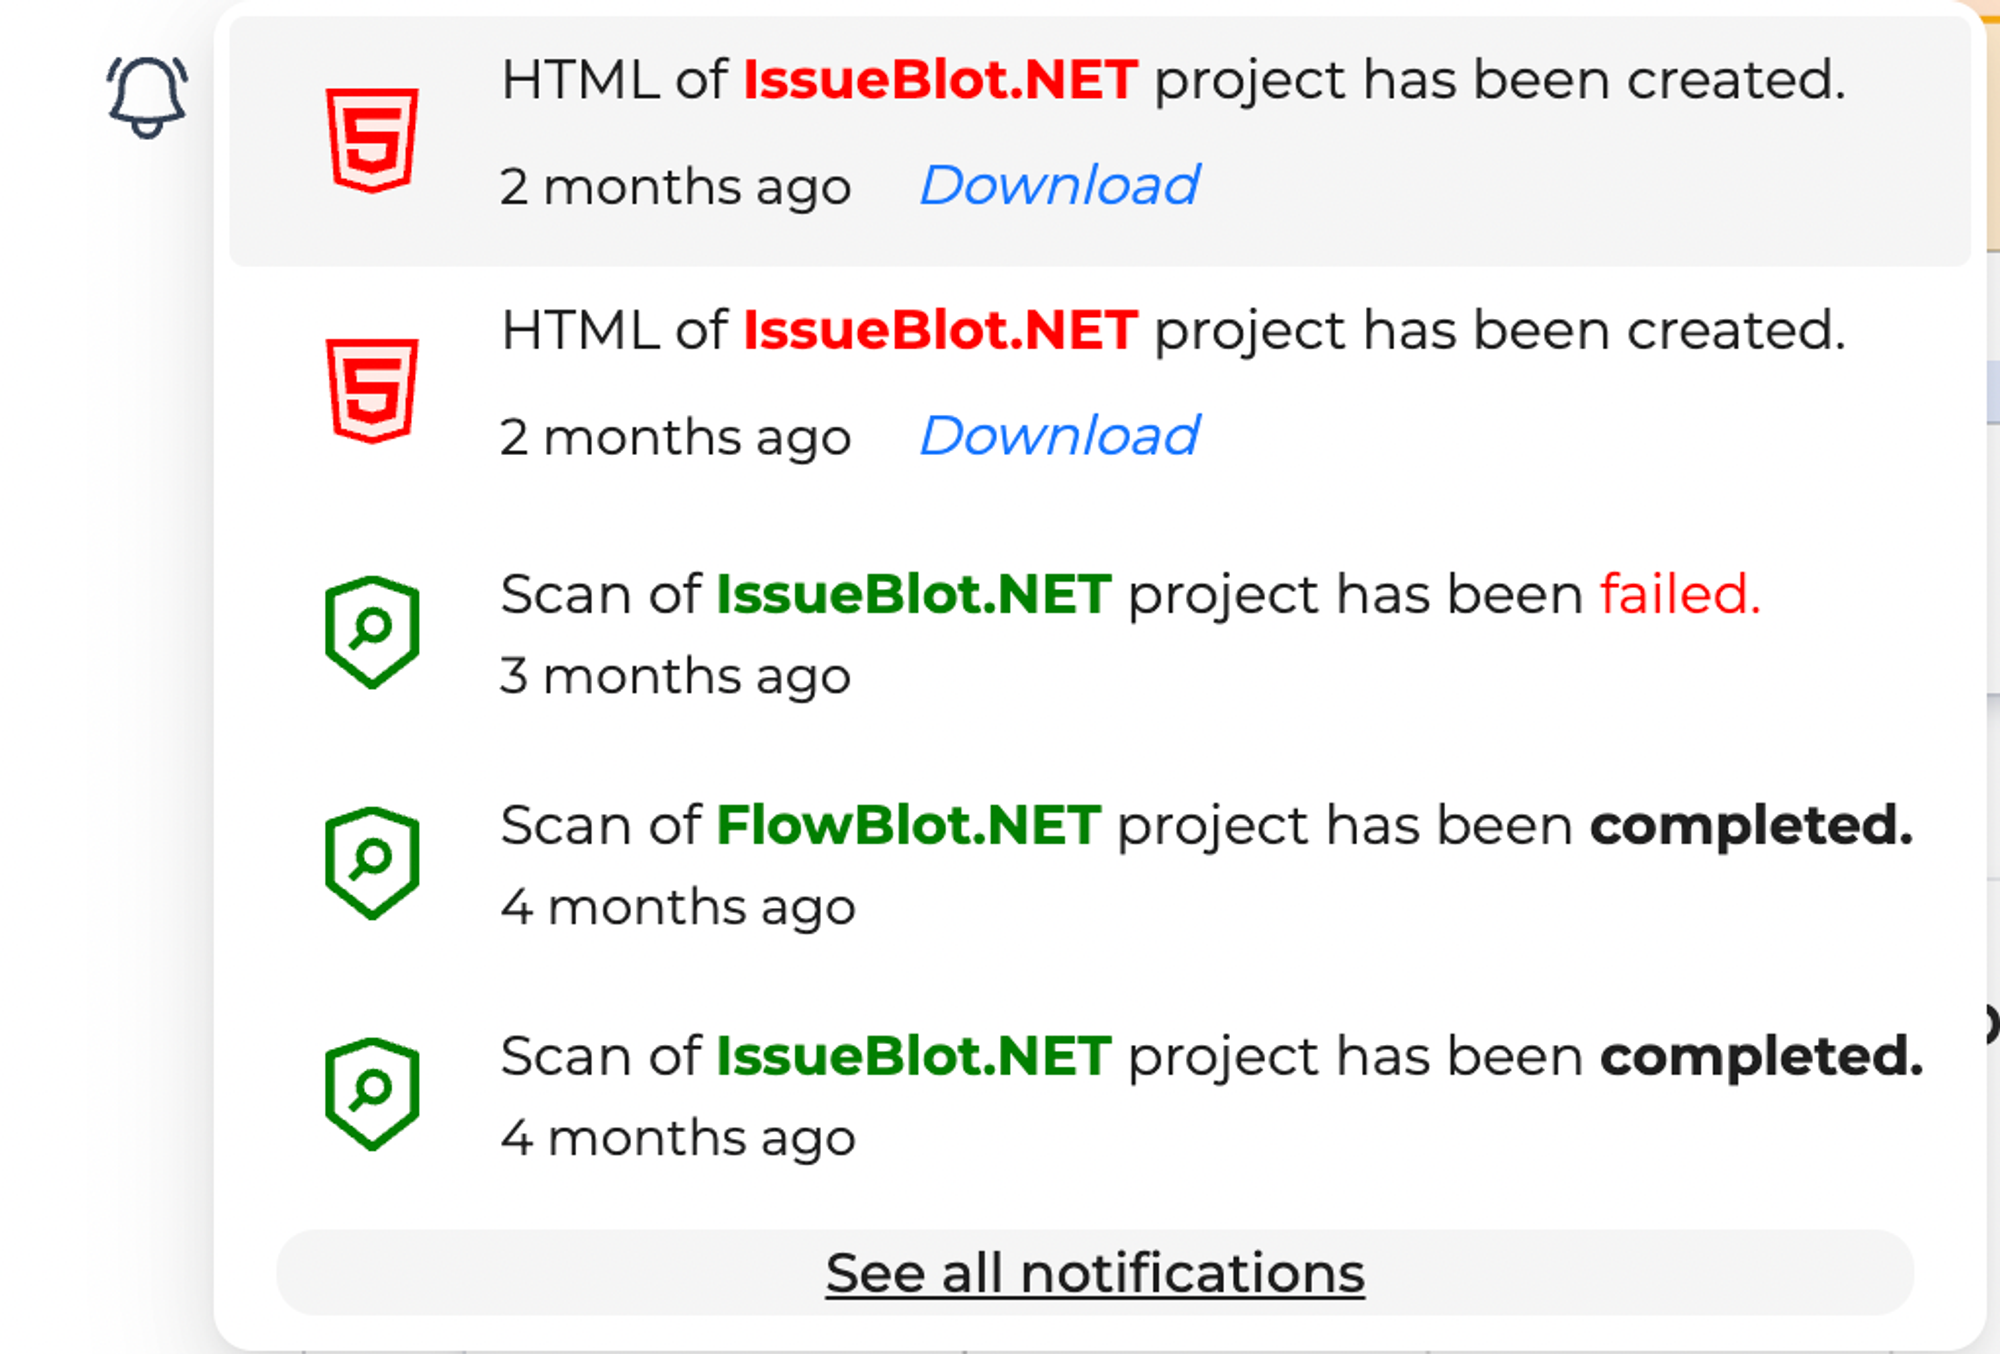 HTML of IssueBlot.NET project has been created.
2 months ago Download
HTML of IssueBlot.NET project has been created.
2 months ago Download
Scan of IssueBlot.NET project has been failed.
3 months ago
Scan of FlowBlot.NET project has been completed.
4 months ago
Scan of IssueBlot.NET project has been completed.
4 months ago
See all notifications